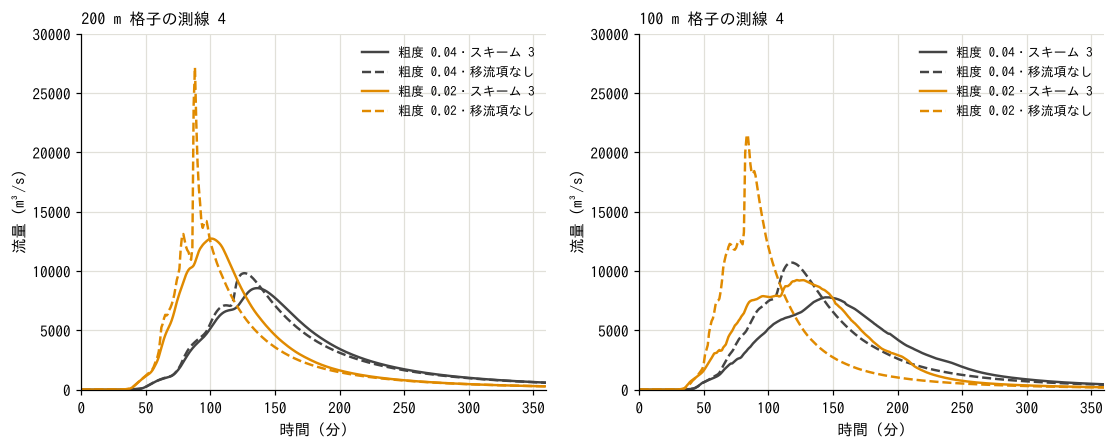 200 m 格子の測線 4
30000
25000
20000
15000
10000
5000
0
流量 (m³/s)
0 50 100 150 200 250 300 350
時間 (分)
粗度 0.04・スキーム 3
粗度 0.04・移流項なし
粗度 0.02・スキーム 3
粗度 0.02・移流項なし
100 m 格子の測線 4
30000
25000
20000
15000
10000
5000
0
流量 (m³/s)
0 50 100 150 200 250 300 350
時間 (分)
粗度 0.04・スキーム 3
粗度 0.04・移流項なし
粗度 0.02・スキーム 3
粗度 0.02・移流項なし